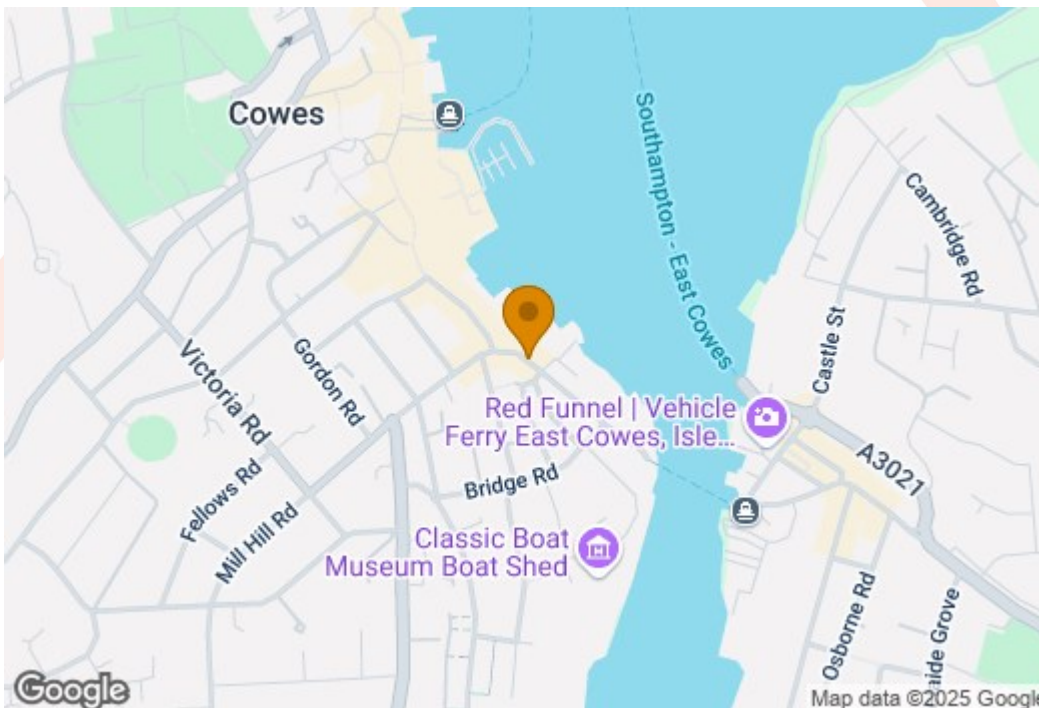 Cowes
Southampton - East Cowes
Cambridge Rd
Castle St
Victoria Rd
Gordon Rd
Red Funnel | Vehicle
Ferry East Cowes, Isle...
A3021
Fellows Rd
Mill Hill Rd
Bridge Rd
Classic Boat
Museum Boat Shed
Osborne Rd
aide Grove
Google
Map data ©2025 Google